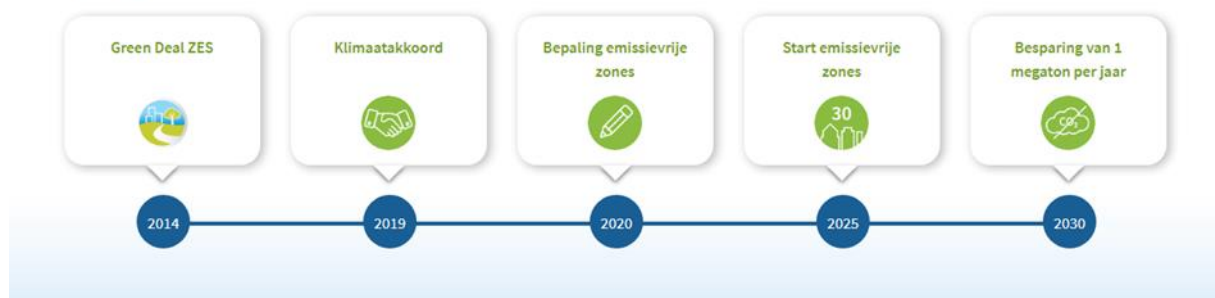 Green Deal ZES
Klimaatakkoord
Bepaling emissievrije
zones
Start emissievrije
zones
30
Besparing van 1
megaton per jaar
CO₂
2014
2019
2020
2025
2030